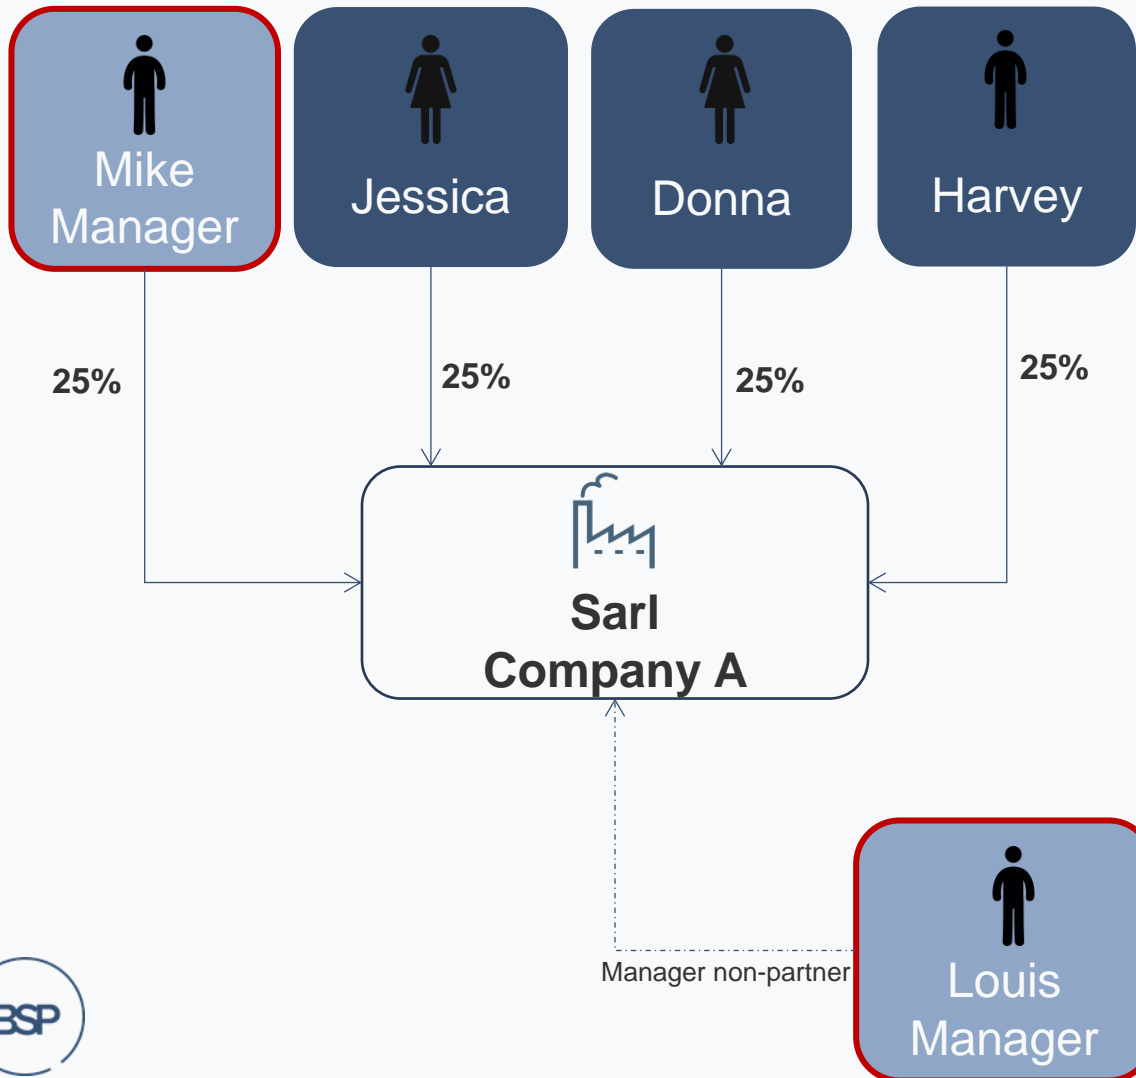 Mike
Manager
Jessica
Donna
Harvey
25%
25%
25%
25%
Sarl
Company A
Manager non-partner
Louis
Manager
BSP